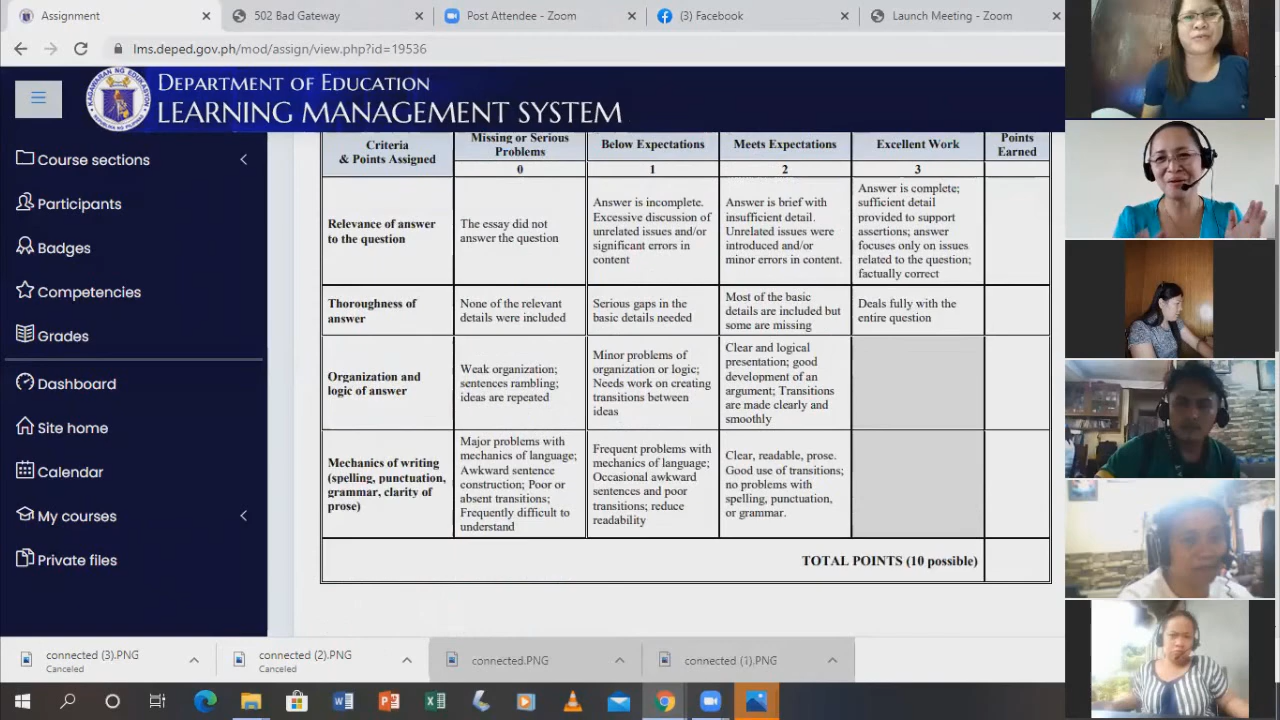 Assignment
502 Bad Gateway
Post Attendee - Zoom
(3) Facebook
Launch Meeting - Zoom
lms.deped.gov.ph/mod/assign/view.php?id=19536
DEPARTMENT OF EDUCATION
LEARNING MANAGEMENT SYSTEM
Course sections
Participants
Badges
Competencies
Grades
Dashboard
Site home
Calendar
My courses
Private files
Criteria
& Points Assigned
Missing or Serious
Problems
0
Below Expectations
1
Meets Expectations
2
Excellent Work
3
Points
Earned
Relevance of answer
to the question
The essay did not
answer the question
Answer is incomplete.
Excessive discussion of
unrelated issues and/or
significant errors in
content
Answer is brief with
insufficient detail.
Unrelated issues were
introduced and/or
minor errors in content.
Answer is complete;
sufficient detail
provided to support
assertions; answer
focuses only on issues
related to the question;
factually correct
Thoroughness of
answer
None of the relevant
details were included
Serious gaps in the
basic details needed
Most of the basic
details are included but
some are missing
Deals fully with the
entire question
Organization and
logic of answer
Weak organization;
sentences rambling;
ideas are repeated
Minor problems of
organization or logic;
Needs work on creating
transitions between
ideas
Clear and logical
presentation; good
development of an
argument; Transitions
are made clearly and
smoothly
Mechanics of writing
(spelling, punctuation,
grammar, clarity of
prose)
Major problems with
mechanics of language;
Awkward sentence
construction; Poor or
absent transitions;
Frequently difficult to
understand
Frequent problems with
mechanics of language;
Occasional awkward
sentences and poor
transitions; reduce
readability
Clear, readable, prose.
Good use of transitions;
no problems with
spelling, punctuation,
or grammar.
TOTAL POINTS (10 possible)
connected (3).PNG
Canceled
connected (2).PNG
Canceled
connected.PNG
connected (1).PNG